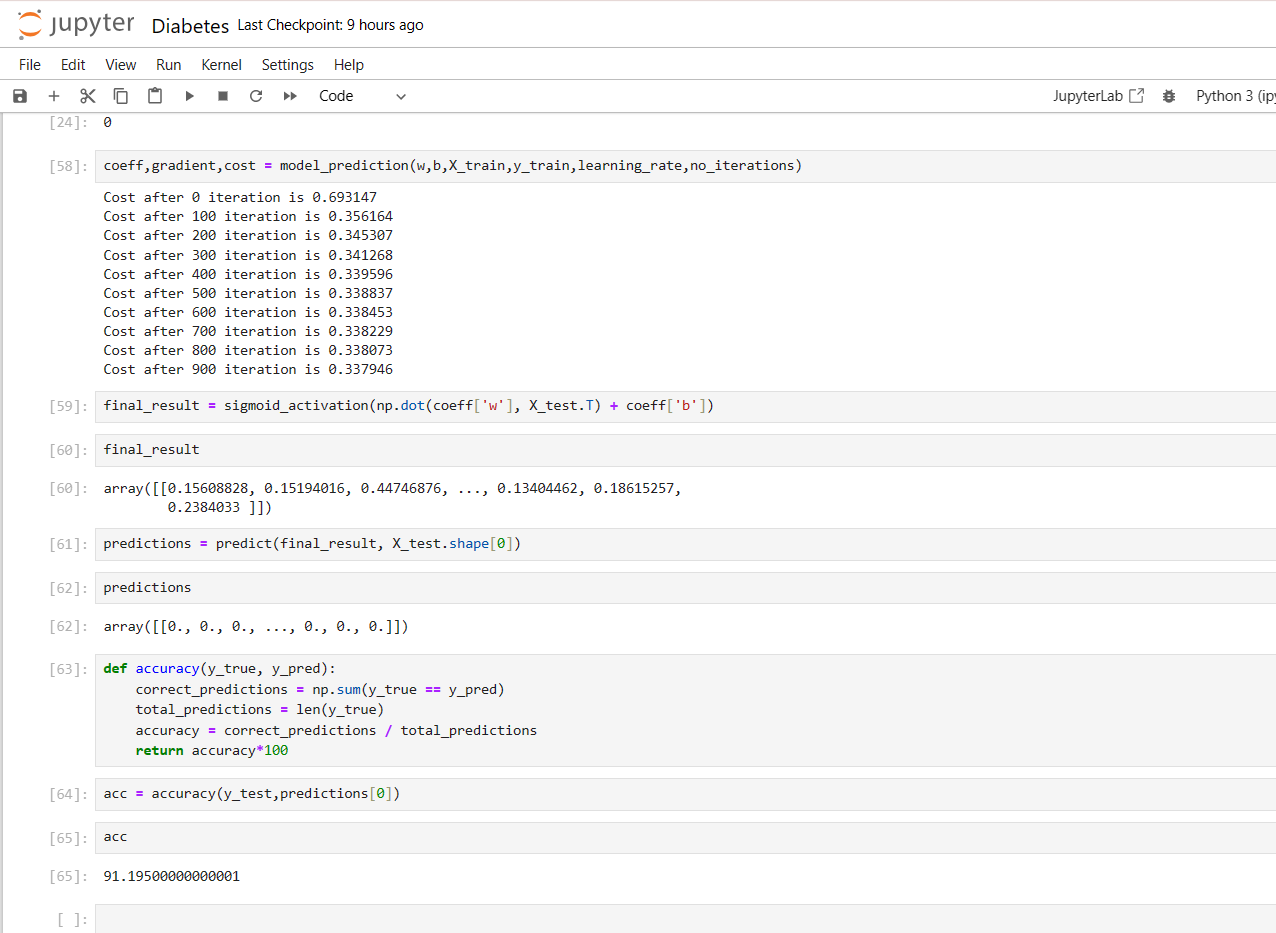 jupyter Diabetes Last Checkpoint: 9 hours ago
File Edit View Run Kernel Settings Help
Code JupyterLab Python 3 (ipy
[24]: 0
[58]: coeff,gradient,cost = model_prediction(w,b,X_train,y_train,learning_rate,no_iterations)
Cost after 0 iteration is 0.693147
Cost after 100 iteration is 0.356164
Cost after 200 iteration is 0.345307
Cost after 300 iteration is 0.341268
Cost after 400 iteration is 0.339596
Cost after 500 iteration is 0.338837
Cost after 600 iteration is 0.338453
Cost after 700 iteration is 0.338229
Cost after 800 iteration is 0.338073
Cost after 900 iteration is 0.337946
[59]: final_result = sigmoid_activation(np.dot(coeff['w'], X_test.T) + coeff['b'])
[60]: final_result
[60]: array([[0.15608828, 0.15194016, 0.44746876, ..., 0.13404462, 0.18615257,
0.2384033 ]])
[61]: predictions = predict(final_result, X_test.shape[0])
[62]: predictions
[62]: array([[0., 0., 0., ..., 0., 0., 0.]])
[63]: def accuracy(y_true, y_pred):
correct_predictions = np.sum(y_true == y_pred)
total_predictions = len(y_true)
accuracy = correct_predictions / total_predictions
return accuracy*100
[64]: acc = accuracy(y_test,predictions[0])
[65]: acc
[65]: 91.19500000000001
[ ]: